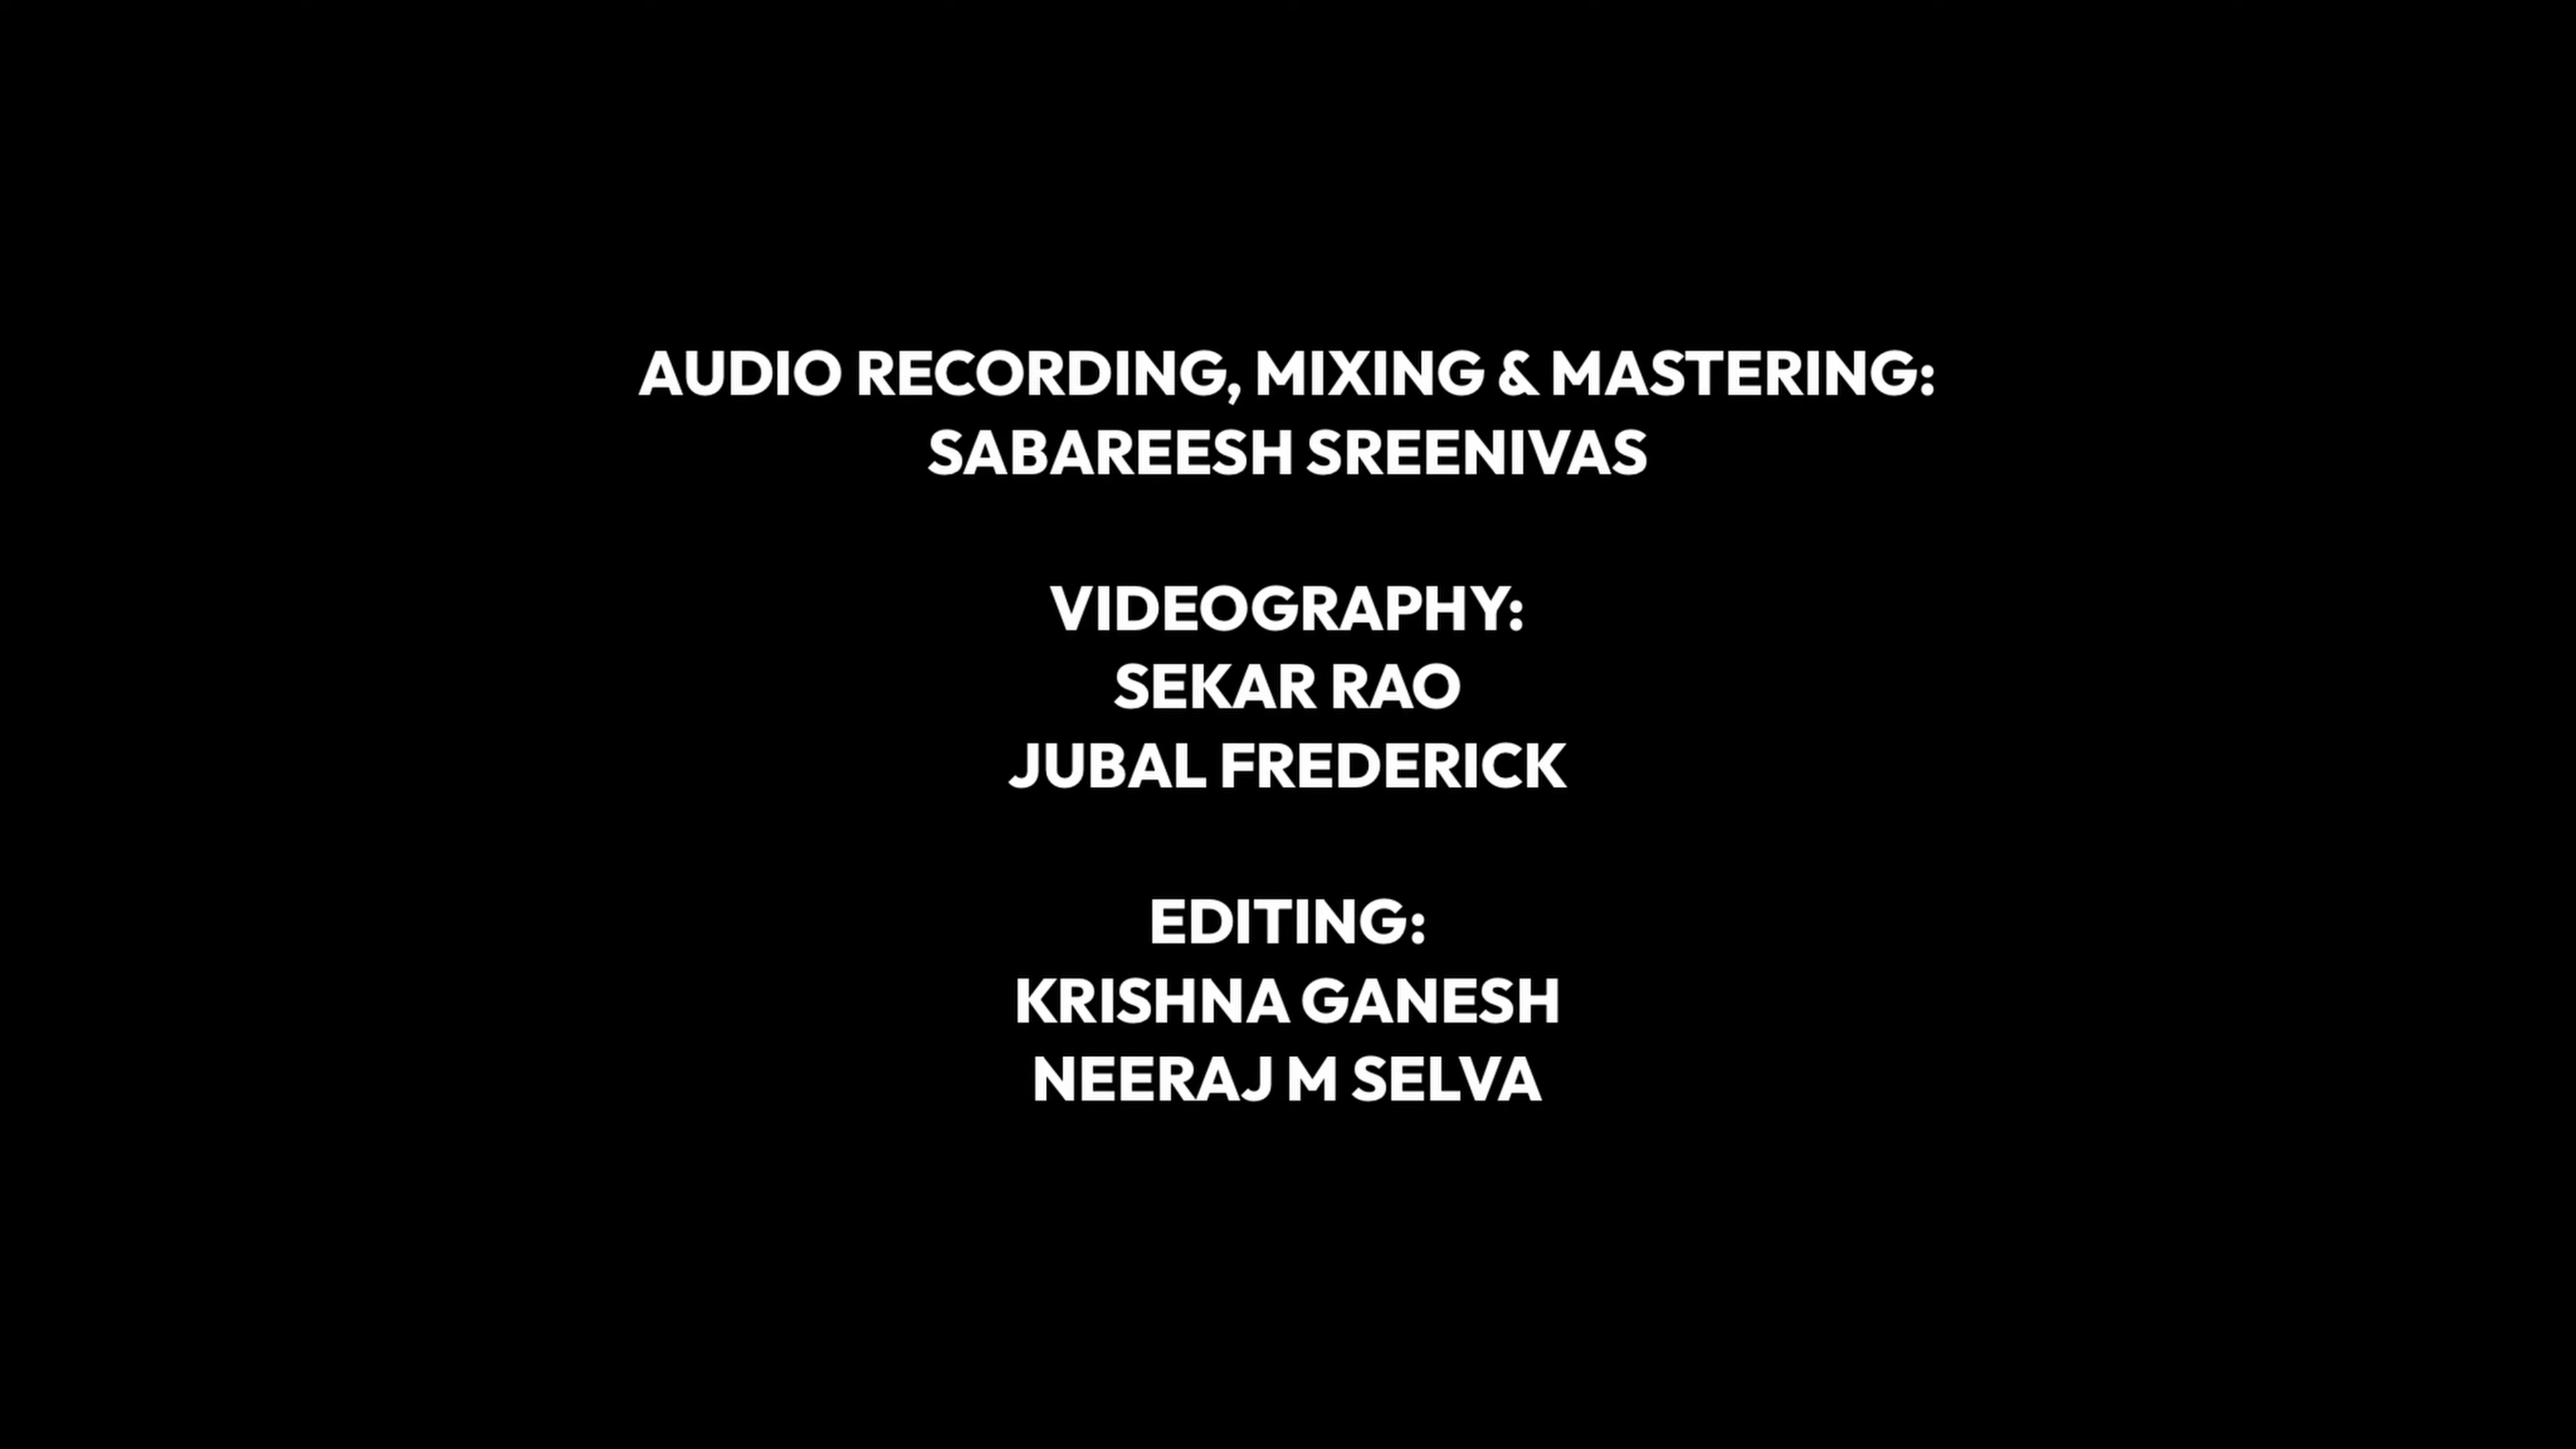 AUDIO RECORDING, MIXING & MASTERING:
SABAREESH SREENIVAS
VIDEOGRAPHY:
SEKAR RAO
JUBAL FREDERICK
EDITING:
KRISHNA GANESH
NEERAJ M SELVA